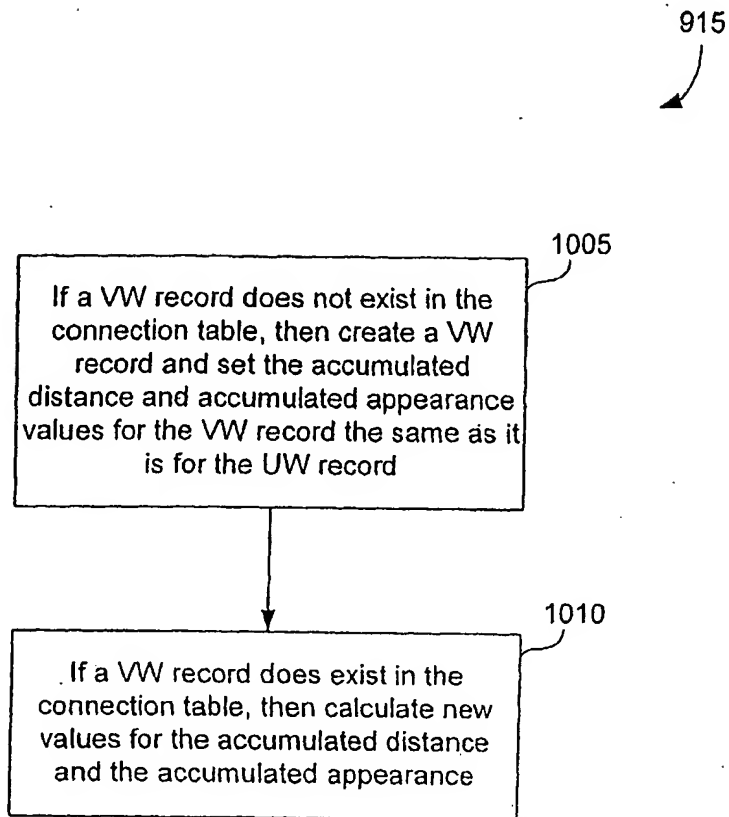 915
1005
If a VW record does not exist in the
connection table, then create a VW
record and set the accumulated
distance and accumulated appearance
values for the VW record the same as it
is for the UW record
1010
If a VW record does exist in the
connection table, then calculate new
values for the accumulated distance
and the accumulated appearance